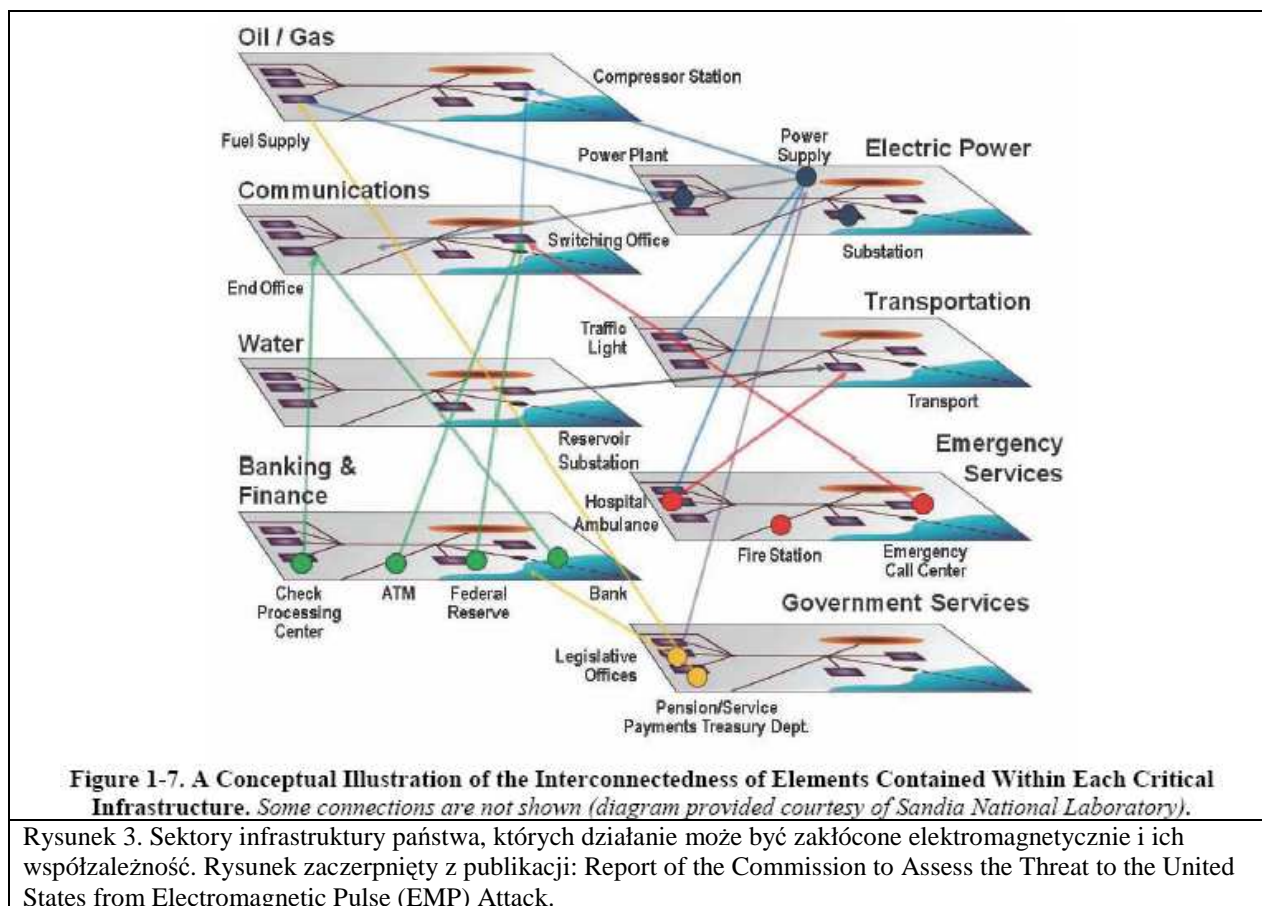 Oil / Gas
Compressor Station
Fuel Supply
Power Plant
Power
Supply
Electric Power
Substation
Communications
Switching Office
End Office
Transportation
Traffic
Light
Transport
Water
Reservoir
Substation
Emergency
Services
Hospital
Ambulance
Fire Station
Emergency
Call Center
Banking &
Finance
Check
Processing
Center
ATM
Federal
Reserve
Bank
Government Services
Legislative
Offices
Pension/Service
Payments Treasury Dept.
Figure 1-7. A Conceptual Illustration of the Interconnectedness of Elements Contained Within Each Critical
Infrastructure. Some connections are not shown (diagram provided courtesy of Sandia National Laboratory).
Rysunek 3. Sektory infrastruktury państwa, których działanie może być zakłócone elektromagnetycznie i ich
współzależność. Rysunek zaczerpnięty z publikacji: Report of the Commission to Assess the Threat to the United
States from Electromagnetic Pulse (EMP) Attack.